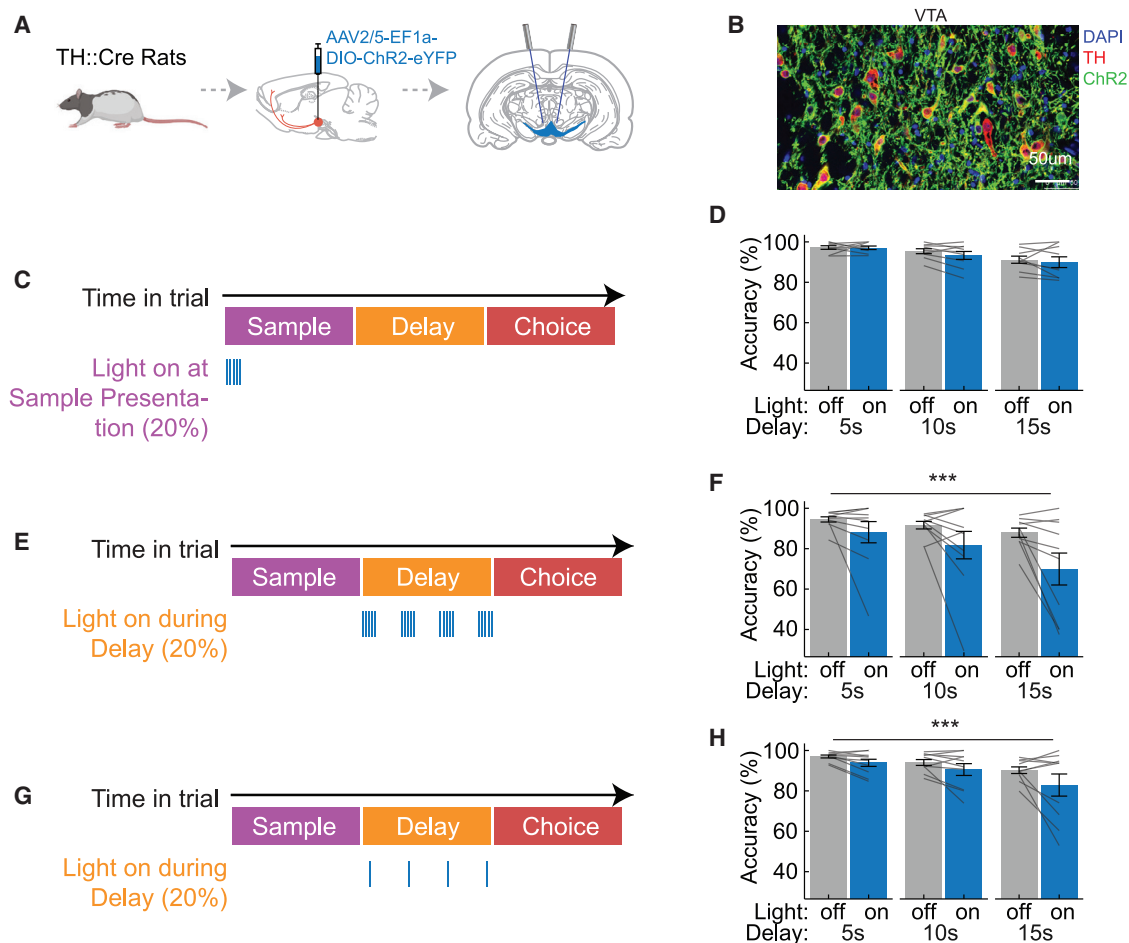 A
TH::Cre Rats
AAV2/5-EF1a-
DIO-ChR2-eYFP
B
VTA
DAPI
TH
ChR2
50um
C
Time in trial
Sample
Delay
Choice
Light on at
Sample Presenta-
tion (20%)
D
Accuracy (%)
100
80
60
40
Light: off on off on off on
Delay: 5s 10s 15s
E
Time in trial
Sample
Delay
Choice
Light on during
Delay (20%)
F
***
Accuracy (%)
100
80
60
40
Light: off on off on off on
Delay: 5s 10s 15s
G
Time in trial
Sample
Delay
Choice
Light on during
Delay (20%)
H
***
Accuracy (%)
100
80
60
40
Light: off on off on off on
Delay: 5s 10s 15s